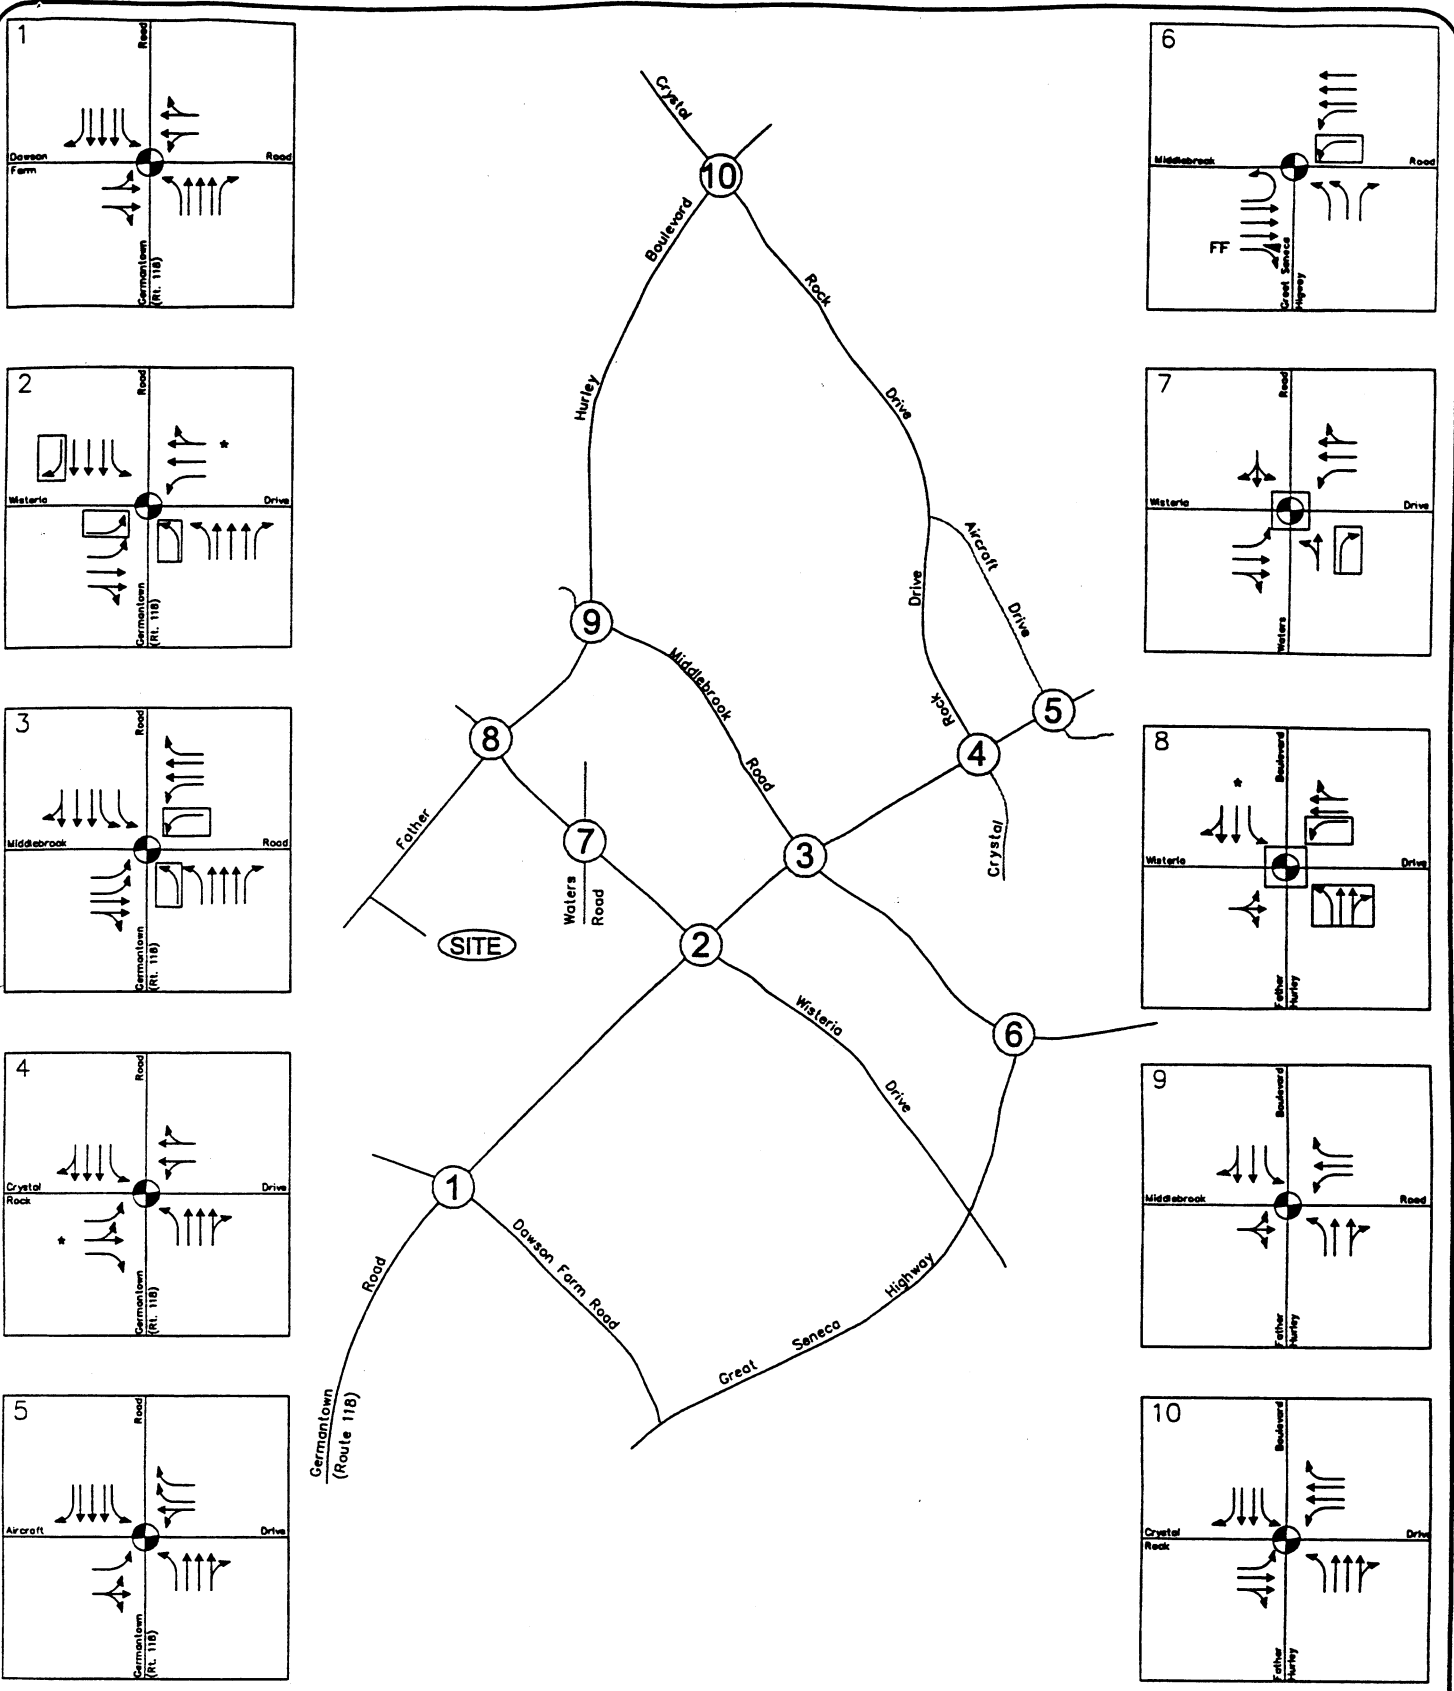 1
Road
Dawson
Farm
Road
Germantown
(Rt. 118)
2
Road
*
Wisteria
Drive
Germantown
(Rt. 118)
3
Road
Middlebrook
Road
Germantown
(Rt. 118)
4
Road
Crystal
Rock
Drive
*
Germantown
(Rt. 118)
5
Road
Aircraft
Drive
Germantown
(Rt. 118)
Crystal
10
Boulevard
Rock
Hurley
Drive
Aircraft
Drive
Drive
9
Middlebrook
Rock
5
8
4
Road
Father
7
3
Crystal
Waters
Road
SITE
2
Wisteria
6
Drive
1
Dawson Farm Road
Road
Highway
Seneca
Great
Germantown
(Route 118)
6
Middlebrook
Road
FF
Great Seneca
Higway
7
Road
Wisteria
Drive
Waters
8
Boulevard
*
Wisteria
Drive
Father
Hurley
9
Boulevard
Middlebrook
Road
Father
Hurley
10
Boulevard
Crystal
Rock
Drive
Father
Hurley